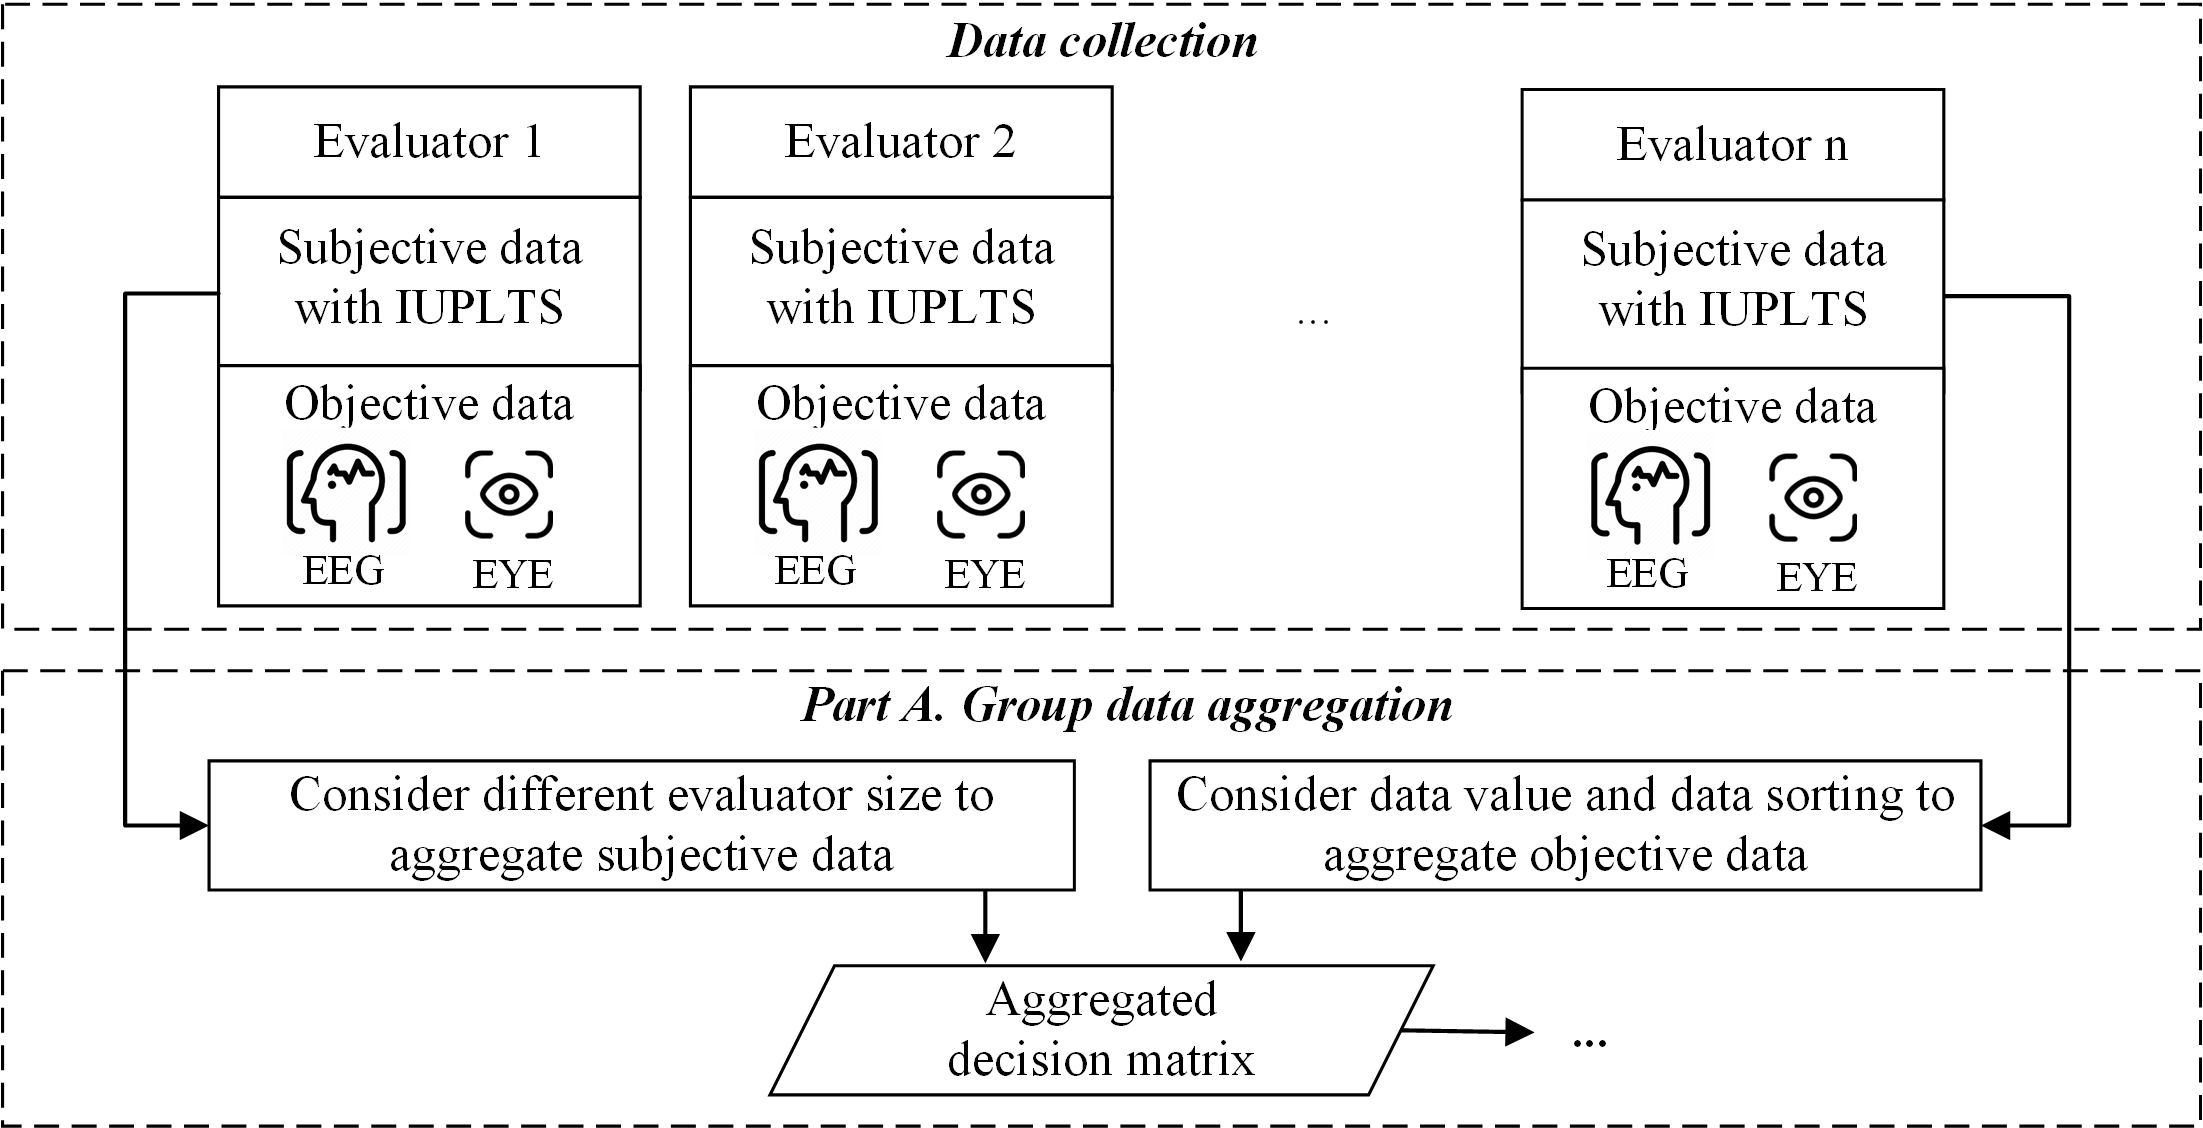 Data collection
Evaluator 1
Subjective data
with IUPLTS
Objective data
EEG
EYE
Evaluator 2
Subjective data
with IUPLTS
Objective data
EEG
EYE
...
Evaluator n
Subjective data
with IUPLTS
Objective data
EEG
EYE
Part A. Group data aggregation
Consider different evaluator size to
aggregate subjective data
Consider data value and data sorting to
aggregate objective data
Aggregated
decision matrix
...